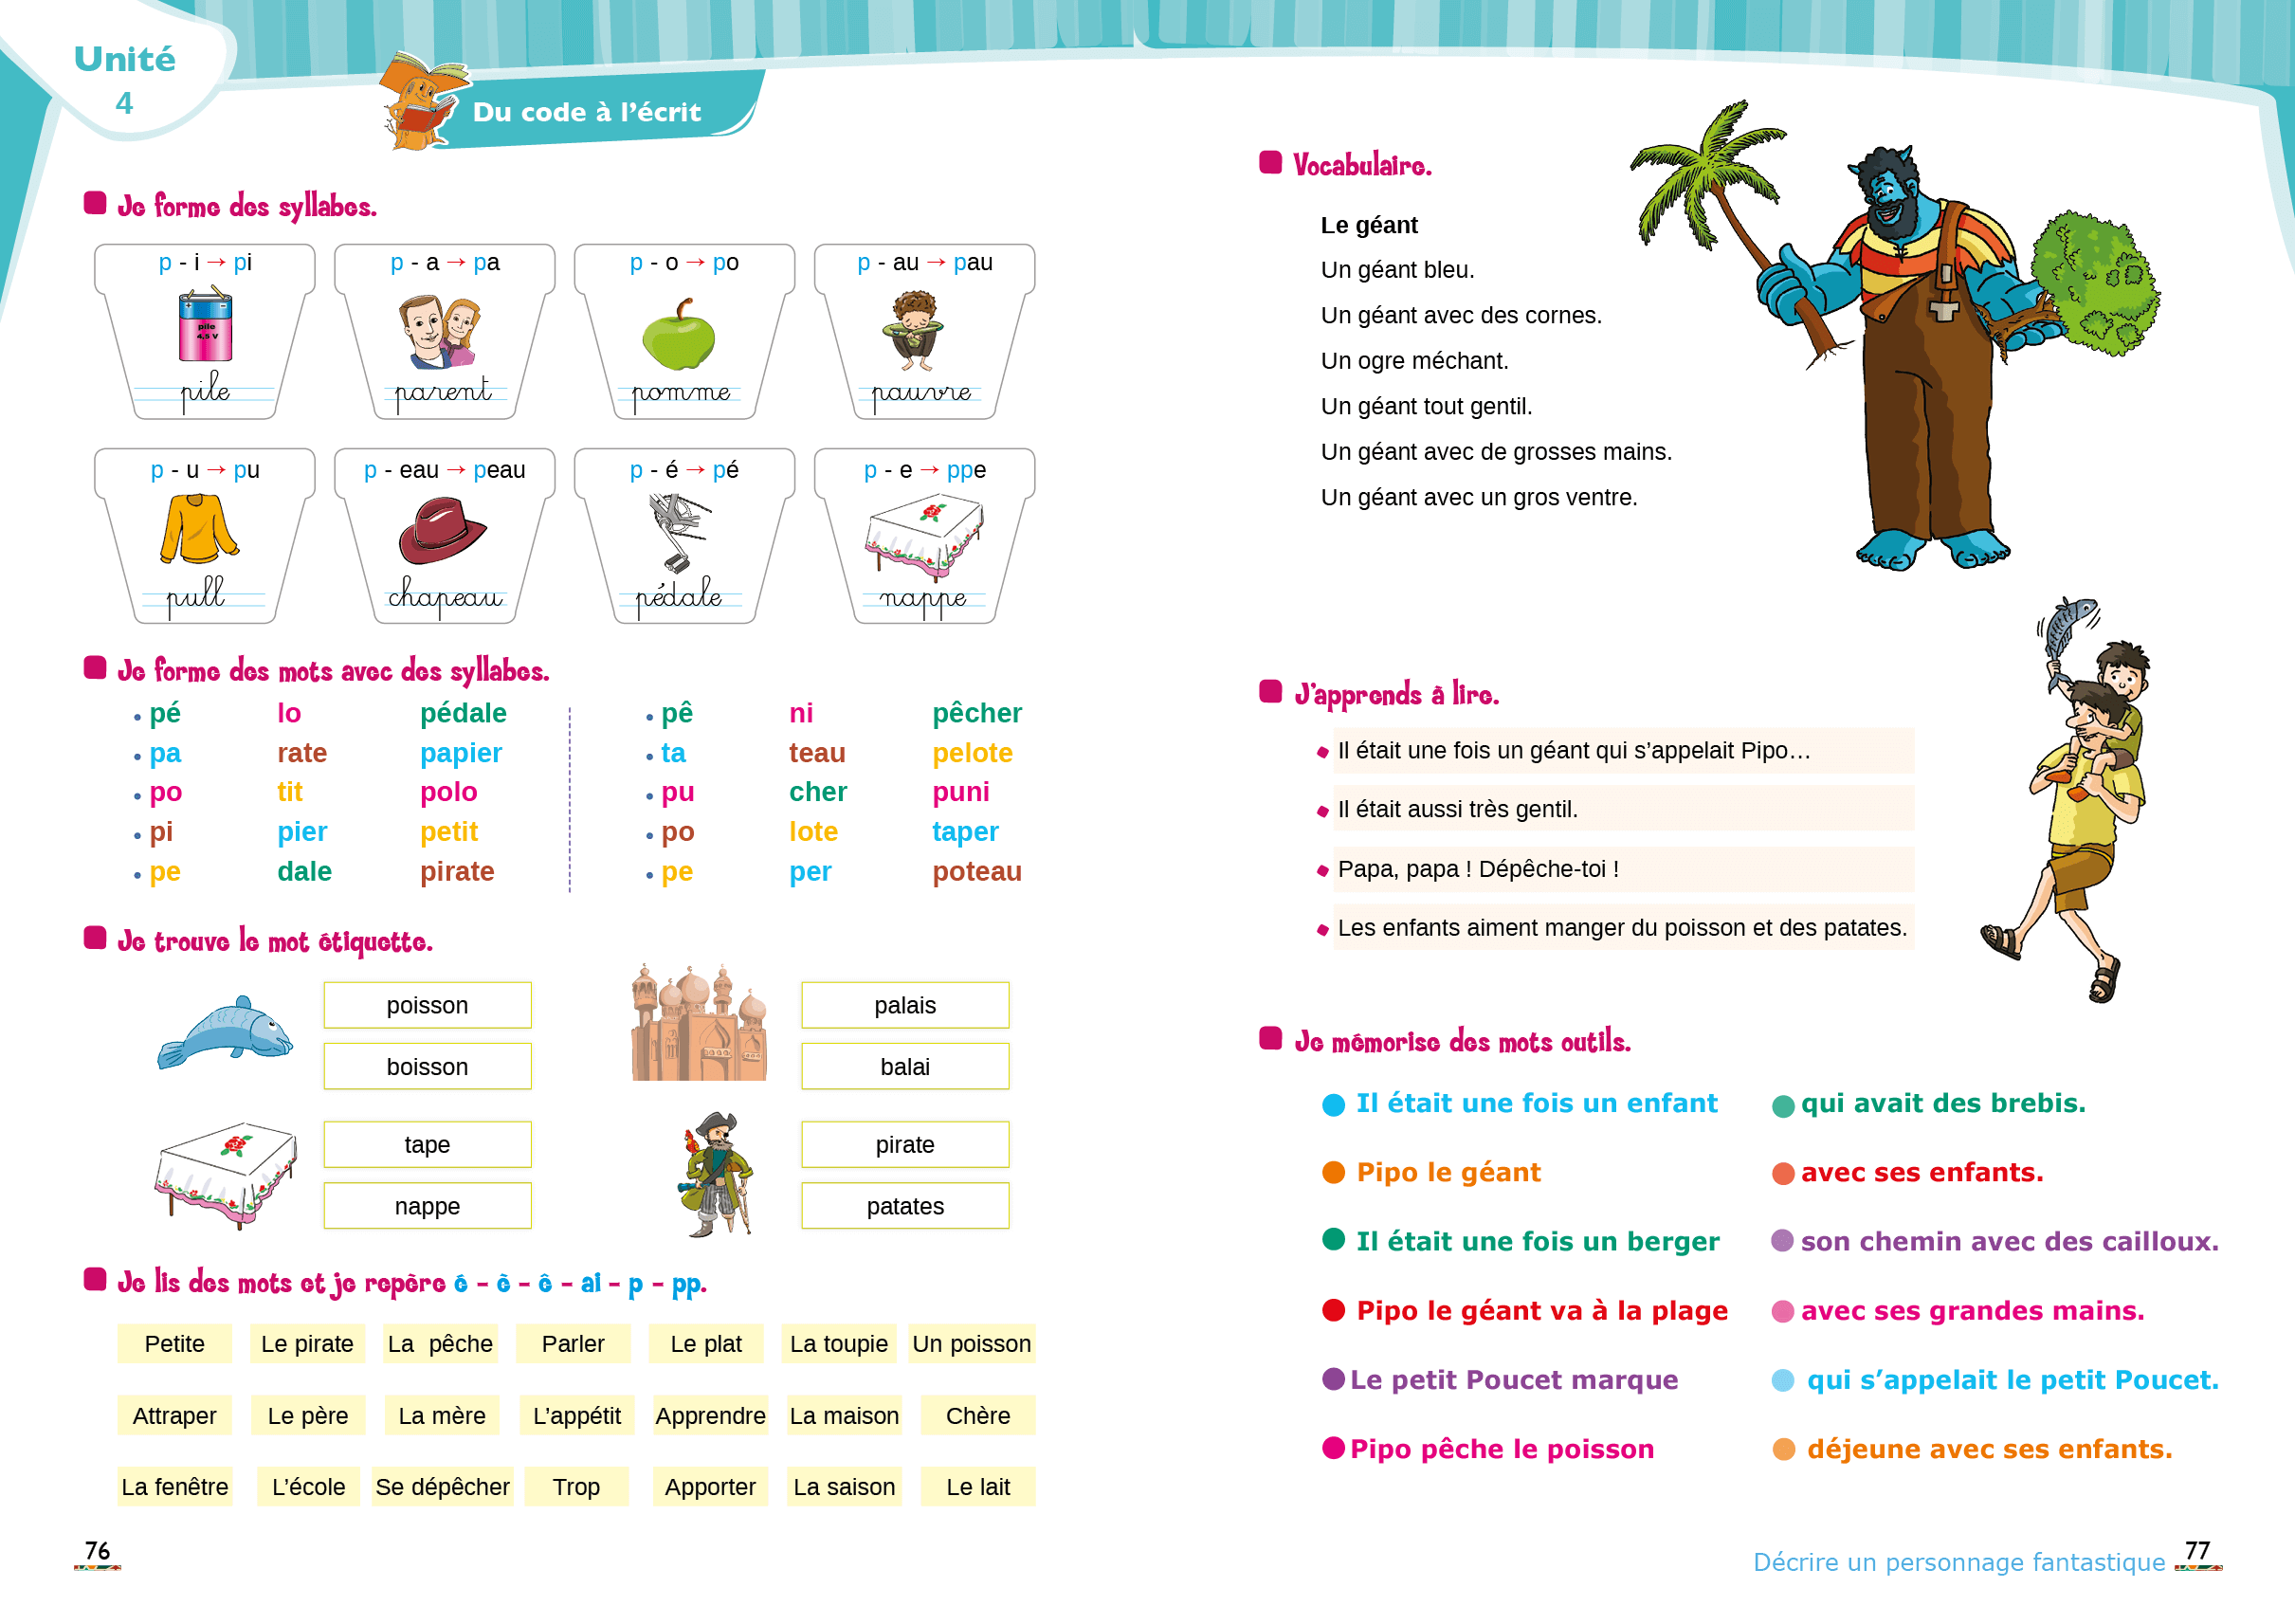 Unité
4
Du code à l'écrit
Je forme des syllabes.
p - i → pi
p - a → pa
p - o → po
p - au → pau
pile
4,5 V
pile
parent
pomme
pauvre
p - u → pu
p - eau → peau
p - é → pé
p - e → ppe
pull
chapeau
pédale
nappe
Je forme des mots avec des syllabes.
• pé lo pédale
• pa rate papier
• po tit polo
• pi pier petit
• pe dale pirate
• pê ni pêcher
• ta teau pelote
• pu cher puni
• po lote taper
• pe per poteau
Je trouve le mot étiquette.
poisson
boisson
palais
balai
tape
nappe
pirate
patates
Je lis des mots et je repère é - è - ê - ai - p - pp.
Petite Le pirate La pêche Parler Le plat La toupie Un poisson
Attraper Le père La mère L'appétit Apprendre La maison Chère
La fenêtre L'école Se dépêcher Trop Apporter La saison Le lait
76
Vocabulaire.
Le géant
Un géant bleu.
Un géant avec des cornes.
Un ogre méchant.
Un géant tout gentil.
Un géant avec de grosses mains.
Un géant avec un gros ventre.
J'apprends à lire.
Il était une fois un géant qui s'appelait Pipo…
Il était aussi très gentil.
Papa, papa ! Dépêche-toi !
Les enfants aiment manger du poisson et des patates.
Je mémorise des mots outils.
Il était une fois un enfant qui avait des brebis.
Pipo le géant avec ses enfants.
Il était une fois un berger son chemin avec des cailloux.
Pipo le géant va à la plage avec ses grandes mains.
Le petit Poucet marque qui s'appelait le petit Poucet.
Pipo pêche le poisson déjeune avec ses enfants.
Décrire un personnage fantastique 77